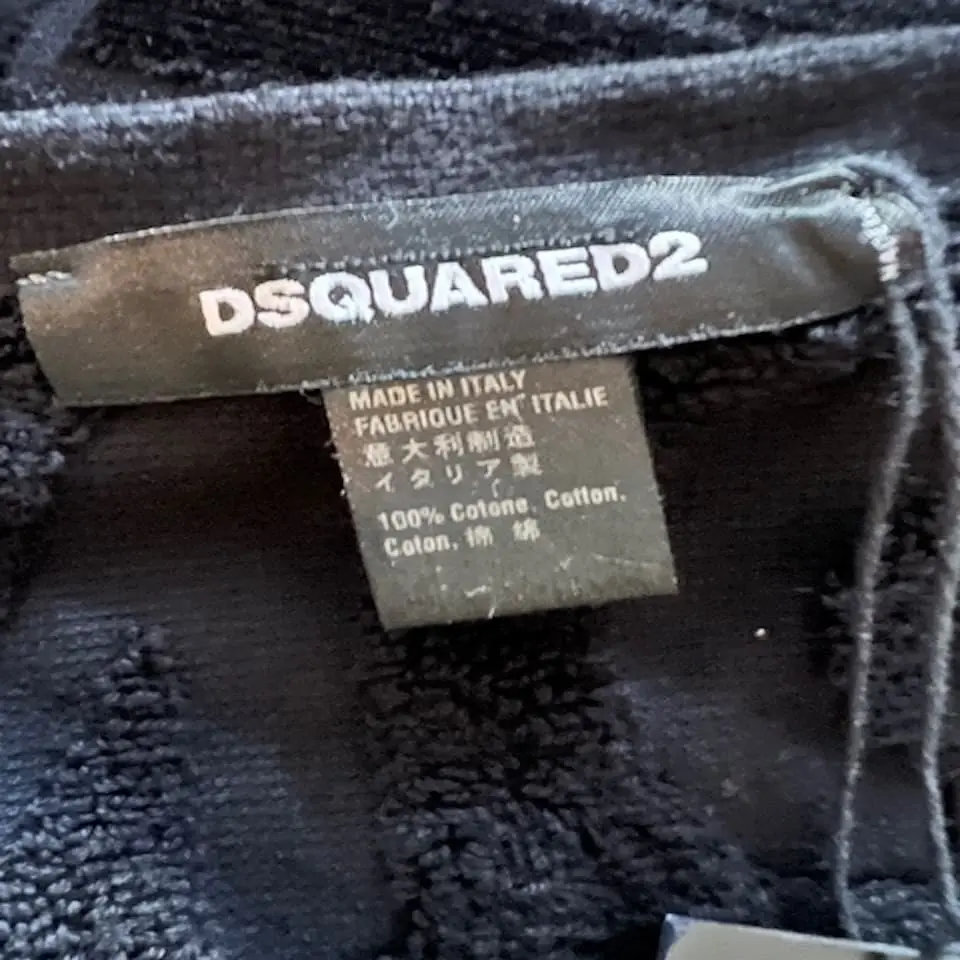 DSQUARED2
MADE IN ITALY
FABRIQUE EN ITALIE
意大利制造
イタリア製
100% Cotone, Cotton,
Coton, 棉 綿